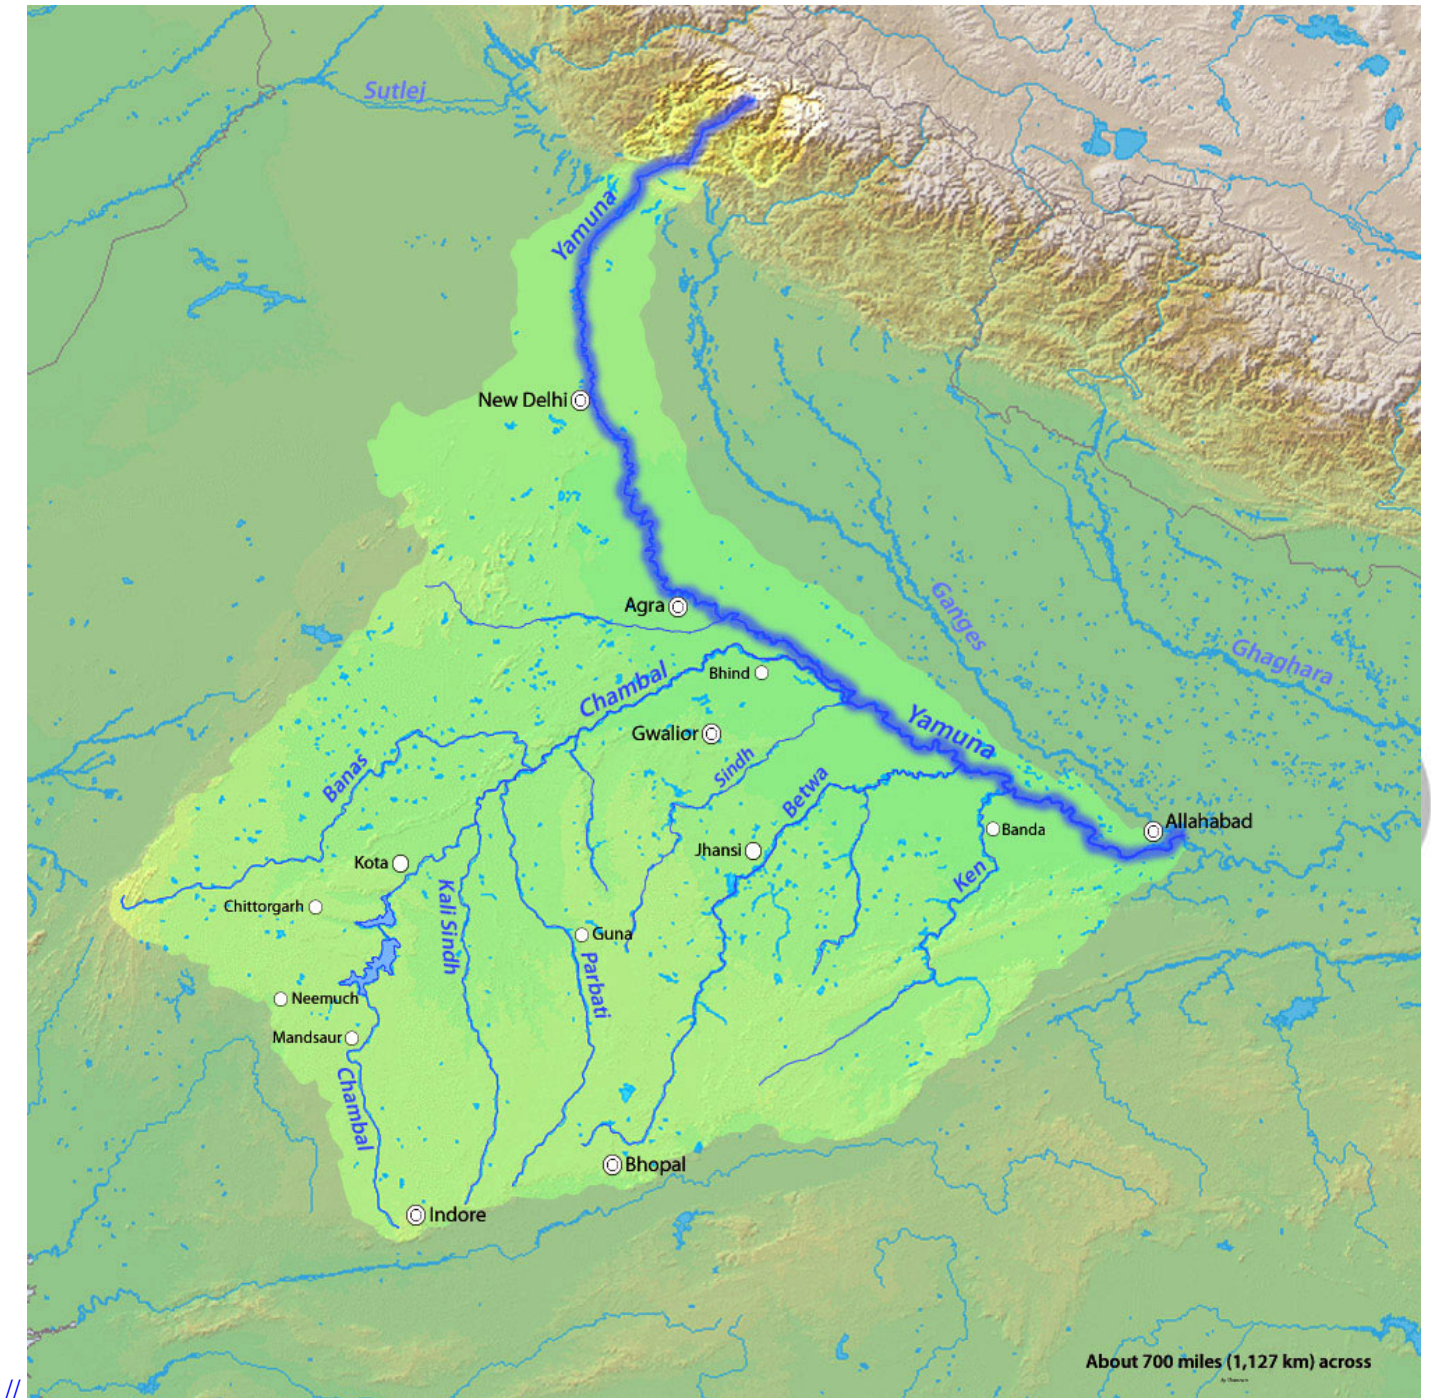 Sutlej
Yamuna
New Delhi
Agra
Ganges
Ghaghara
Chambal
Bhind
Gwalior
Yamuna
Sindh
Banas
Betwa
Allahabad
Banda
Jhansi
Kota
Ken
Chittorgarh
Kali Sindh
Guna
Parbati
Neemuch
Mandsaur
Chambal
Bhopal
Indore
About 700 miles (1,127 km) across
//